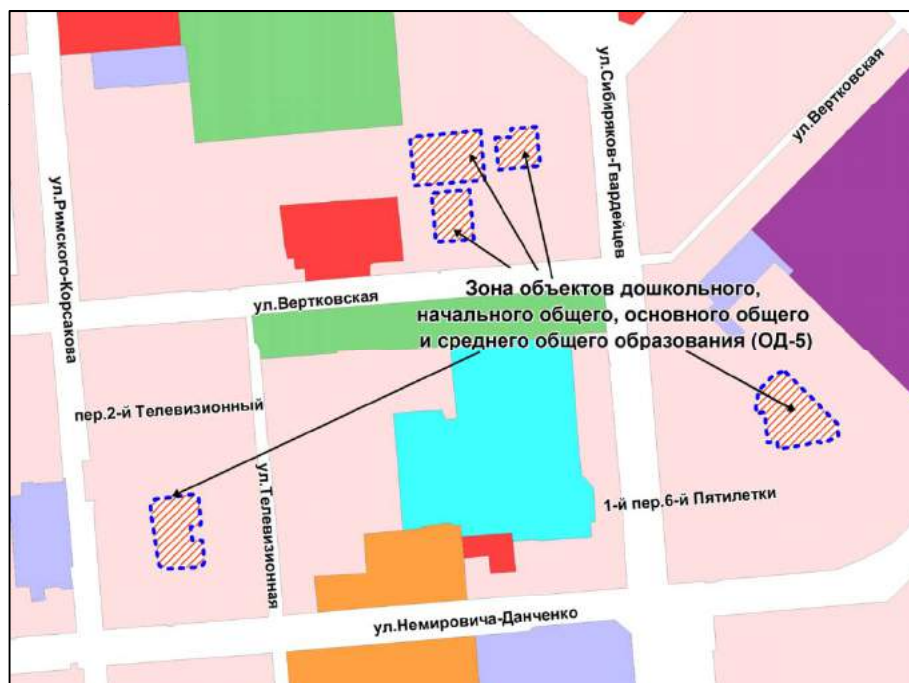 ул.Римского-Корсакова
ул.Сибиряков-Гвардейцев
ул.Вертковская
ул.Вертковская
Зона объектов дошкольного,
начального общего, основного общего
и среднего общего образования (ОД-5)
пер.2-й Телевизионный
ул.Телевизионная
1-й пер.6-й Пятилетки
ул.Немировича-Данченко